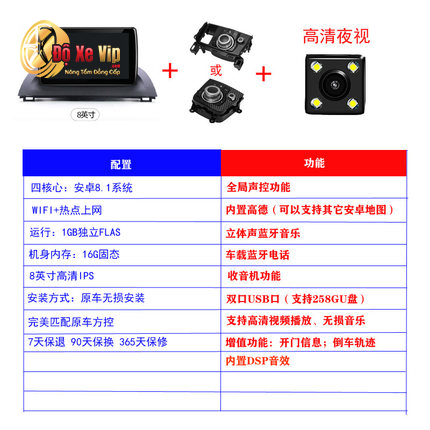 Đồ Xe Vip
.com
Nâng Tầm Đẳng Cấp
8英寸
+
或
+
高清夜视
配置 功能
四核心：安卓8.1系统 全局声控功能
WIFI+热点上网 内置高德（可以支持其它安卓地图）
运行：1GB独立FLAS 立体声蓝牙音乐
机身内存：16G固态 车载蓝牙电话
8英寸高清IPS 收音机功能
安装方式：原车无损安装 双口USB口（支持258GU盘）
完美匹配原车方控 支持高清视频播放、无损音乐
7天保退 90天保换 365天保修 增值功能：开门信息；倒车轨迹
内置DSP音效